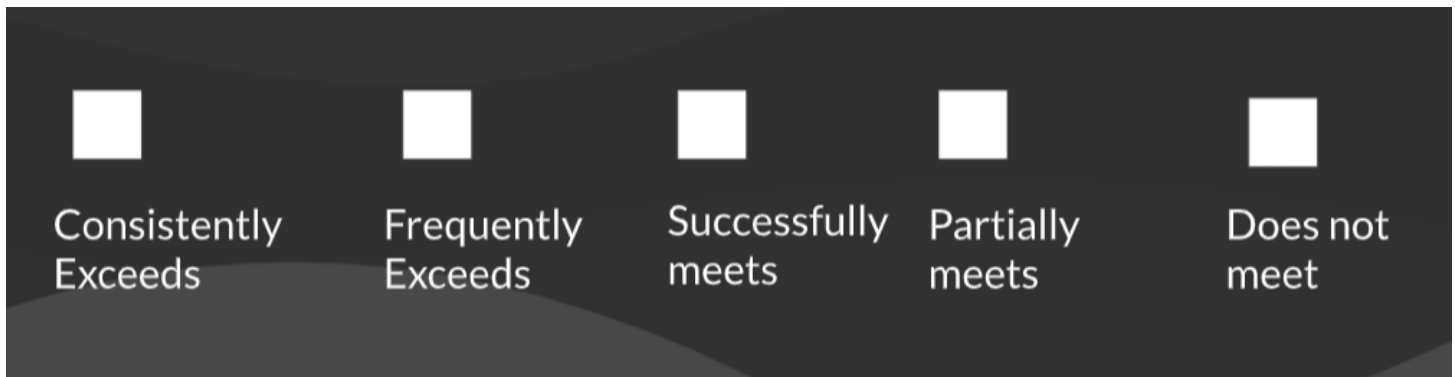 Consistently
Exceeds
Frequently
Exceeds
Successfully
meets
Partially
meets
Does not
meet